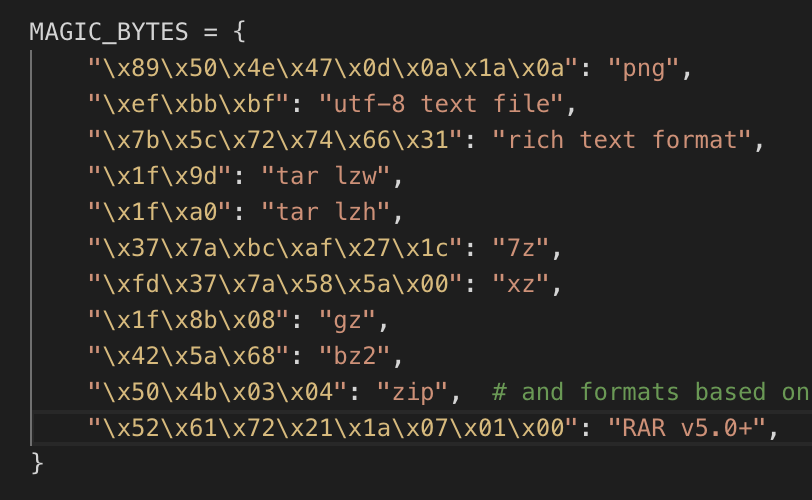 MAGIC_BYTES = {
"\x89\x50\x4e\x47\x0d\x0a\x1a\x0a": "png",
"\xef\xbb\xbf": "utf-8 text file",
"\x7b\x5c\x72\x74\x66\x31": "rich text format",
"\x1f\x9d": "tar lzw",
"\x1f\xa0": "tar lzh",
"\x37\x7a\xbc\xaf\x27\x1c": "7z",
"\xfd\x37\x7a\x58\x5a\x00": "xz",
"\x1f\x8b\x08": "gz",
"\x42\x5a\x68": "bz2",
"\x50\x4b\x03\x04": "zip",  # and formats based on
"\x52\x61\x72\x21\x1a\x07\x01\x00": "RAR v5.0+",
}